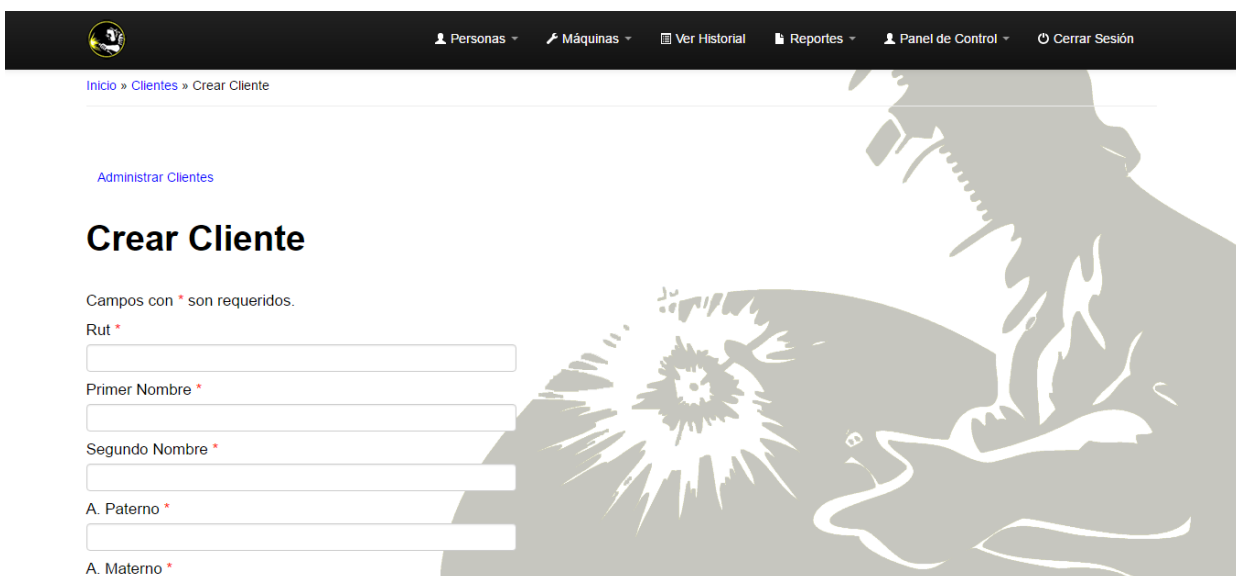 Personas Máquinas Ver Historial Reportes Panel de Control Cerrar Sesión
Inicio » Clientes » Crear Cliente
Administrar Clientes
Crear Cliente
Campos con * son requeridos.
Rut *
Primer Nombre *
Segundo Nombre *
A. Paterno *
A. Materno *